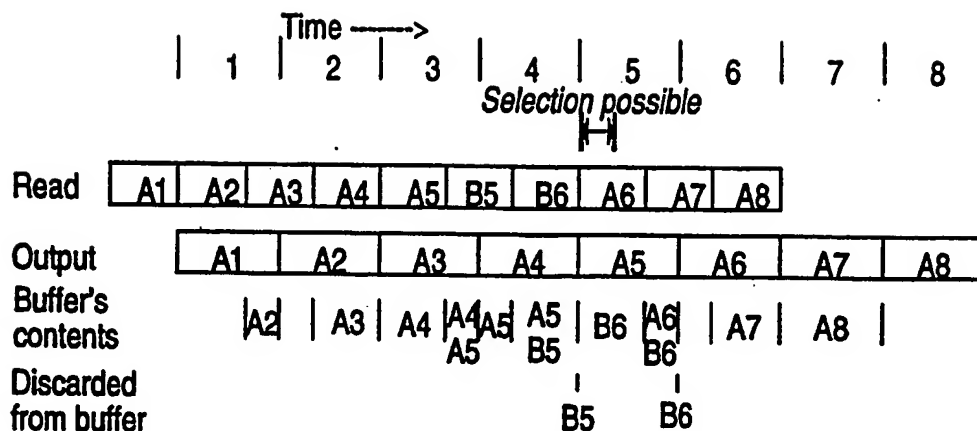 Time ----->
| 1 | 2 | 3 | 4 | 5 | 6 | 7 | 8
Selection possible
Read A1 A2 A3 A4 A5 B5 B6 A6 A7 A8
Output A1 A2 A3 A4 A5 A6 A7 A8
Buffer's contents A2 A3 A4 A4 A5 A5 A5 B5 B6 A6 B6 A7 A8
Discarded from buffer B5 B6